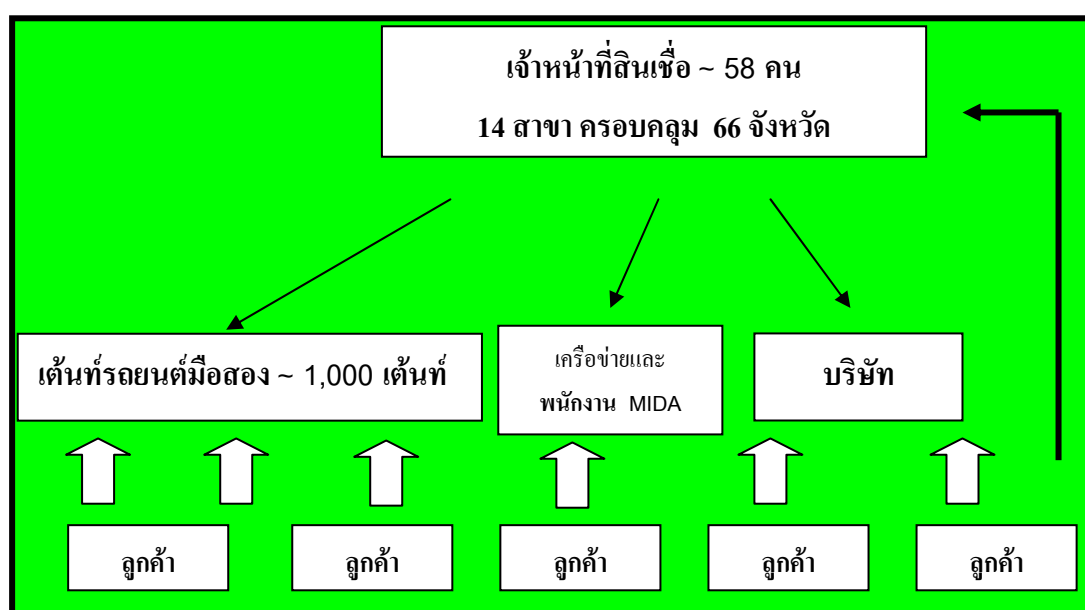 เจ้าหน้าที่สินเชื่อ ~ 58 คน
14 สาขา ครอบคลุม 66 จังหวัด
เต้นท์รถยนต์มือสอง ~ 1,000 เต้นท์
เครือข่ายและ
พนักงาน MIDA
บริษัท
ลูกค้า
ลูกค้า
ลูกค้า
ลูกค้า
ลูกค้า